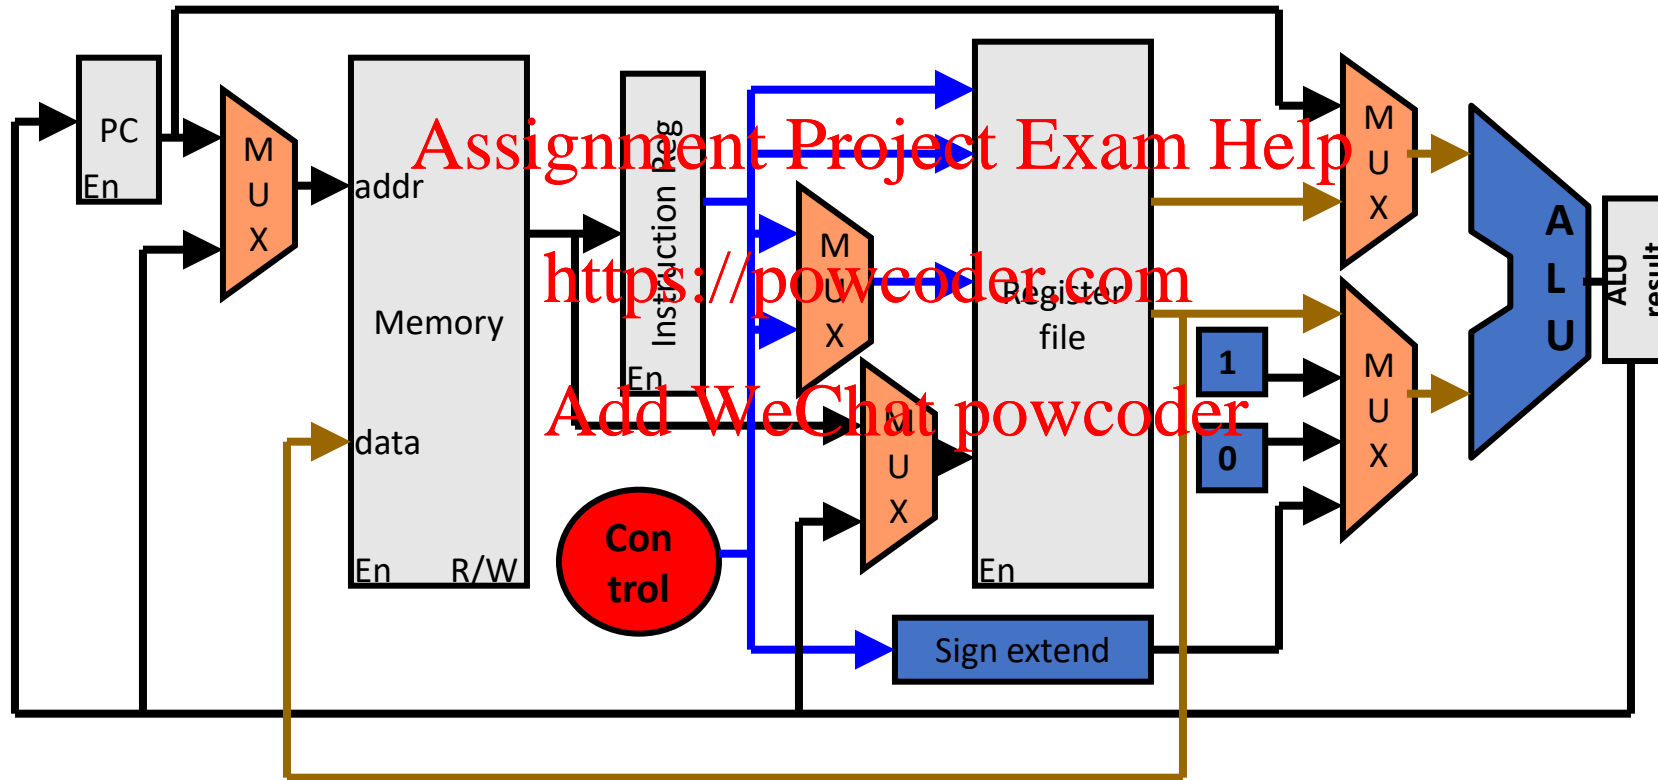 PC
En
M
U
X
addr
data
Memory
En
R/W
Instruction Reg
En
M
U
X
M
U
X
Con
trol
Register
file
En
Sign extend
1
0
M
U
X
M
U
X
A
L
U
ALU
result
Assignment Project Exam Help
https://powcoder.com
Add WeChat powcoder